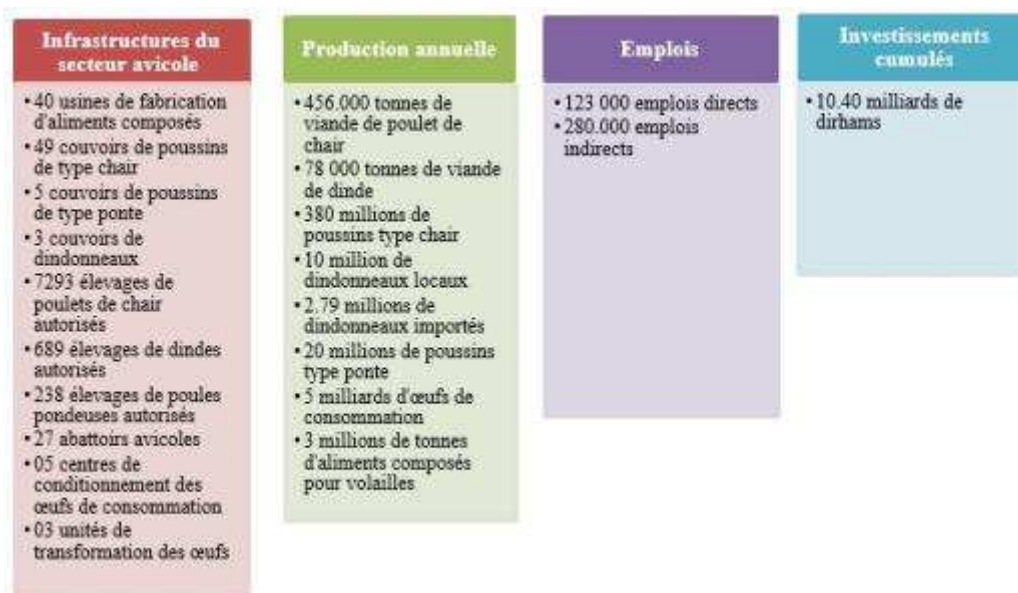 Infrastructures du
secteur avicole
• 40 usines de fabrication
d'aliments composés
• 49 couvoirs de poussins
de type chair
• 5 couvoirs de poussins
de type ponte
• 3 couvoirs de
dindonneaux
• 7293 élevages de
poulets de chair
autorisés
• 689 élevages de dindes
autorisés
• 238 élevages de poules
pondeuses autorisés
• 27 abattoirs avicoles
• 05 centres de
conditionnement des
œufs de consommation
• 03 unités de
transformation des œufs
Production annuelle
• 456.000 tonnes de
viande de poulet de
chair
• 78 000 tonnes de viande
de dinde
• 380 millions de
poussins type chair
• 10 million de
dindonneaux locaux
• 2.79 millions de
dindonneaux importés
• 20 millions de poussins
type ponte
• 5 milliards d'œufs de
consommation
• 3 millions de tonnes
d'aliments composés
pour volailles
Emplois
• 123 000 emplois directs
• 280.000 emplois
indirects
Investissements
cumulés
• 10.40 milliards de
dirhams